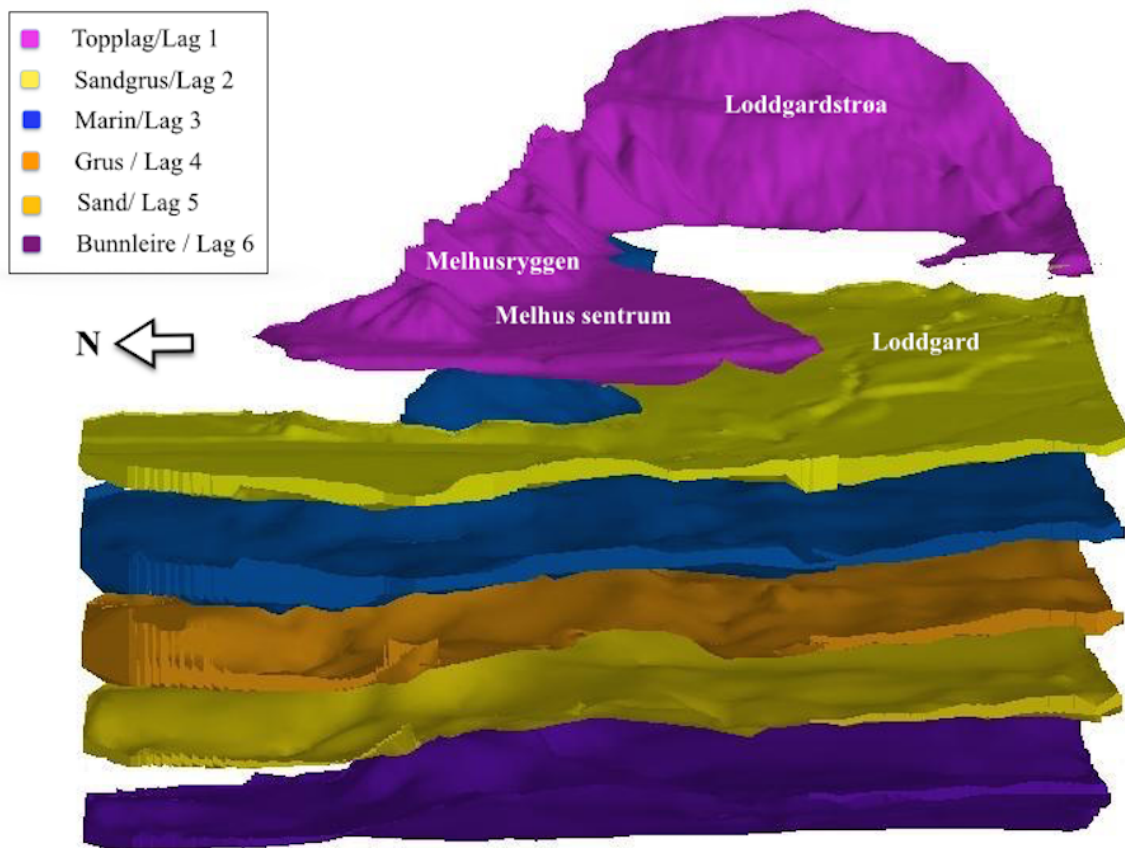 Topplag/Lag 1
Sandgrus/Lag 2
Marin/Lag 3
Grus / Lag 4
Sand/ Lag 5
Bunnleire / Lag 6
Loddgardstrøa
Melhusryggen
Melhus sentrum
N
Loddgard